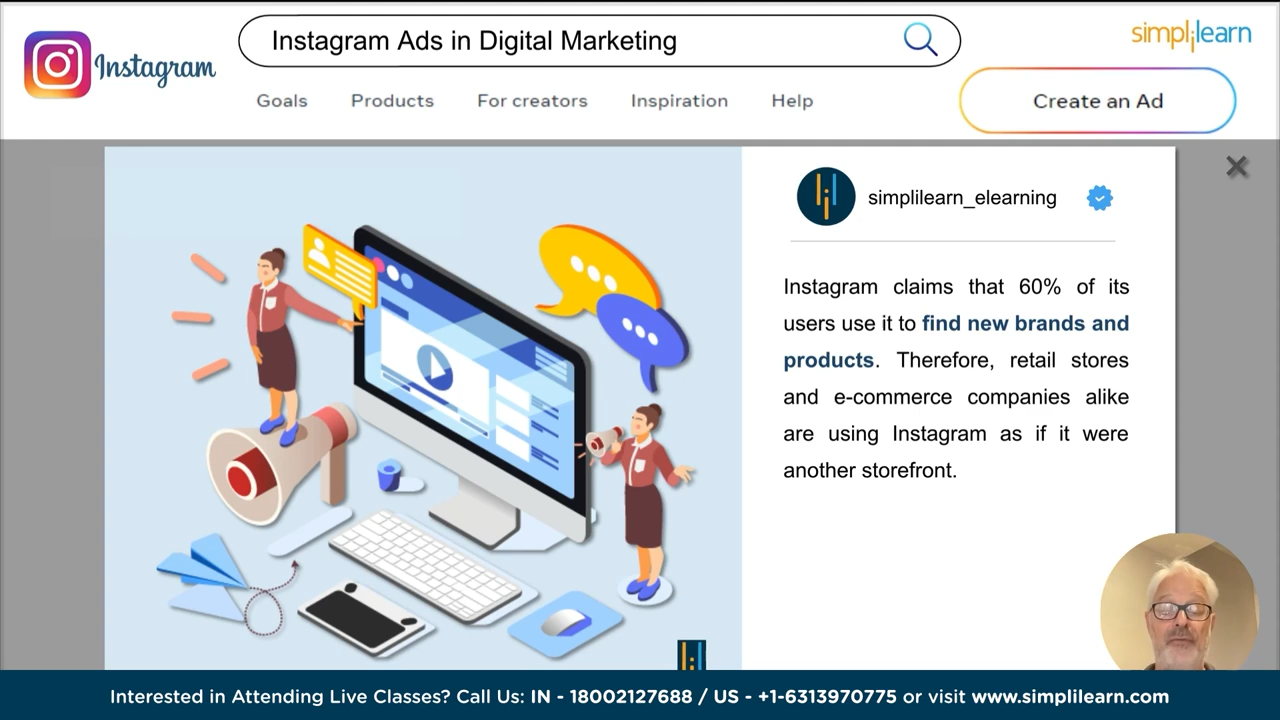 Instagram
Instagram Ads in Digital Marketing
simplilearn
Goals Products For creators Inspiration Help
Create an Ad
simplilearn_elearning
Instagram claims that 60% of its
users use it to find new brands and
products. Therefore, retail stores
and e-commerce companies alike
are using Instagram as if it were
another storefront.
Interested in Attending Live Classes? Call Us: IN - 18002127688 / US - +1-6313970775 or visit www.simplilearn.com